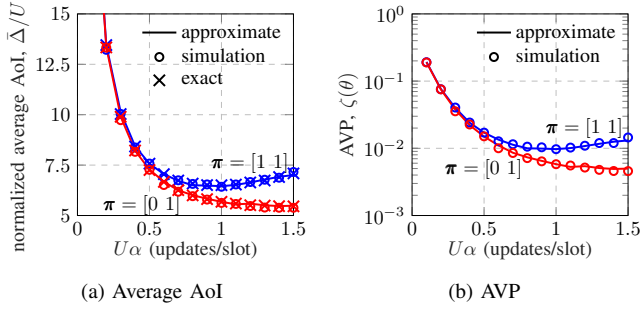 normalized average AoI, Δ̄/U
15
12.5
10
7.5
5
approximate
simulation
exact
π = [1 1]
π = [0 1]
0 0.5 1 1.5
Uα (updates/slot)
(a) Average AoI
AVP, ζ(θ)
10⁰
10⁻¹
10⁻²
10⁻³
approximate
simulation
π = [1 1]
π = [0 1]
0 0.5 1 1.5
Uα (updates/slot)
(b) AVP